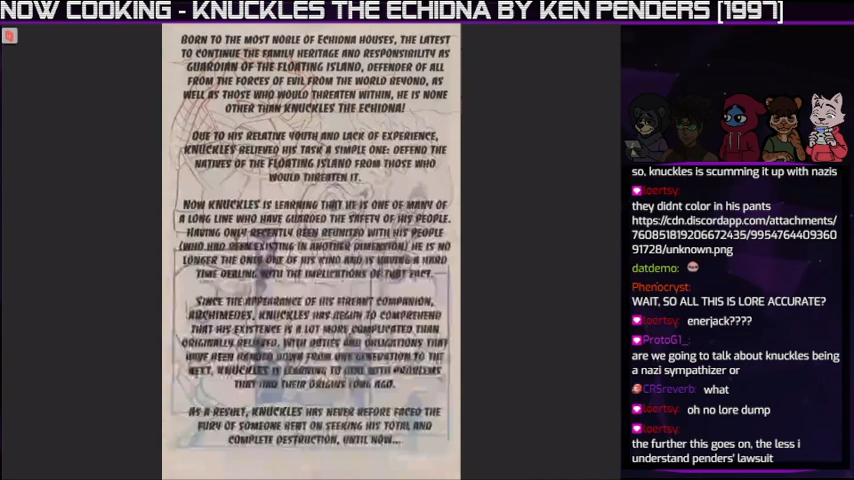 NOW COOKING - KNUCKLES THE ECHIDNA BY KEN PENDERS [1997]
BORN TO THE MOST NOBLE OF ECHIDNA HOUSES, THE LATEST
TO CONTINUE THE FAMILY HERITAGE AND RESPONSIBILITY AS
GUARDIAN OF THE FLOATING ISLAND, DEFENDER OF ALL
FROM THE FORCES OF EVIL FROM THE WORLD BEYOND, AS
WELL AS THOSE WHO WOULD THREATEN WITHIN, HE IS NONE
OTHER THAN KNUCKLES THE ECHIDNA!
DUE TO HIS RELATIVE YOUTH AND LACK OF EXPERIENCE,
KNUCKLES BELIEVED HIS TASK A SIMPLE ONE: DEFEND THE
NATIVES OF THE FLOATING ISLAND FROM THOSE WHO
WOULD THREATEN IT.
NOW KNUCKLES IS LEARNING THAT HE IS ONE OF MANY OF
A LONG LINE WHO HAVE GUARDED THE SAFETY OF HIS PEOPLE.
HAVING ONLY RECENTLY BEEN REUNITED WITH HIS PEOPLE
(WHO HAD BEEN EXISTING IN ANOTHER DIMENSION) HE IS NO
LONGER THE ONLY ONE OF HIS KIND AND IS HAVING A HARD
TIME DEALING WITH THE IMPLICATIONS OF THAT FACT.
SINCE THE APPEARANCE OF HIS FIREANT COMPANION,
ARCHIMEDES, KNUCKLES HAS BEGUN TO COMPREHEND
THAT HIS EXISTENCE IS A LOT MORE COMPLICATED THAN
ORIGINALLY BELIEVED. WITH DUTIES AND OBLIGATIONS THAT
HAVE BEEN HANDED DOWN FROM ONE GENERATION TO THE
NEXT, KNUCKLES IS LEARNING TO DEAL WITH PROBLEMS
THAT HAD THEIR ORIGINS LONG AGO.
AS A RESULT, KNUCKLES HAS NEVER BEFORE FACED THE
FURY OF SOMEONE BENT ON SEEKING HIS TOTAL AND
COMPLETE DESTRUCTION, UNTIL NOW...
so, knuckles is scumming it up with nazis
loertsy:
they didnt color in his pants
https://cdn.discordapp.com/attachments/
760851819206672435/9954764409360
91728/unknown.png
datdemo:
Phenocryst:
WAIT, SO ALL THIS IS LORE ACCURATE?
loertsy: enerjack????
ProtoG1_:
are we going to talk about knuckles being
a nazi sympathizer or
CRSreverb: what
loertsy: oh no lore dump
loertsy:
the further this goes on, the less i
understand penders' lawsuit